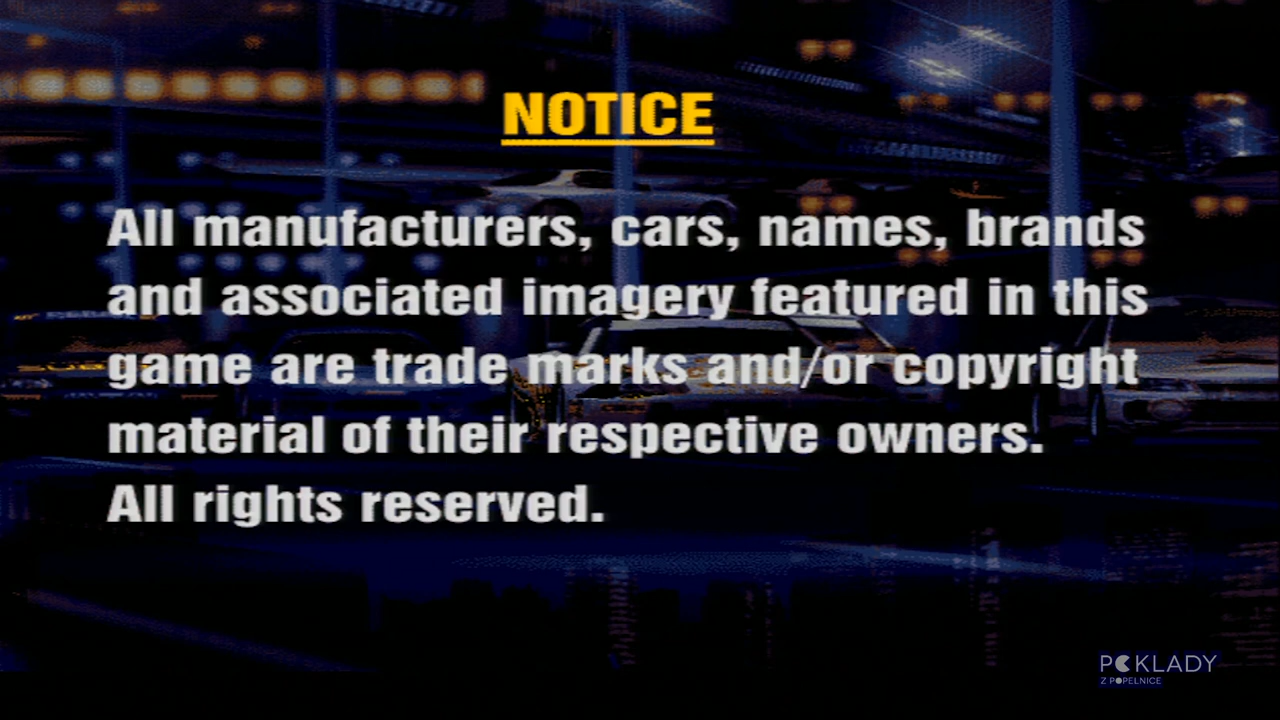 NOTICE
All manufacturers, cars, names, brands
and associated imagery featured in this
game are trade marks and/or copyright
material of their respective owners.
All rights reserved.
POKLADY
Z POPELNICE